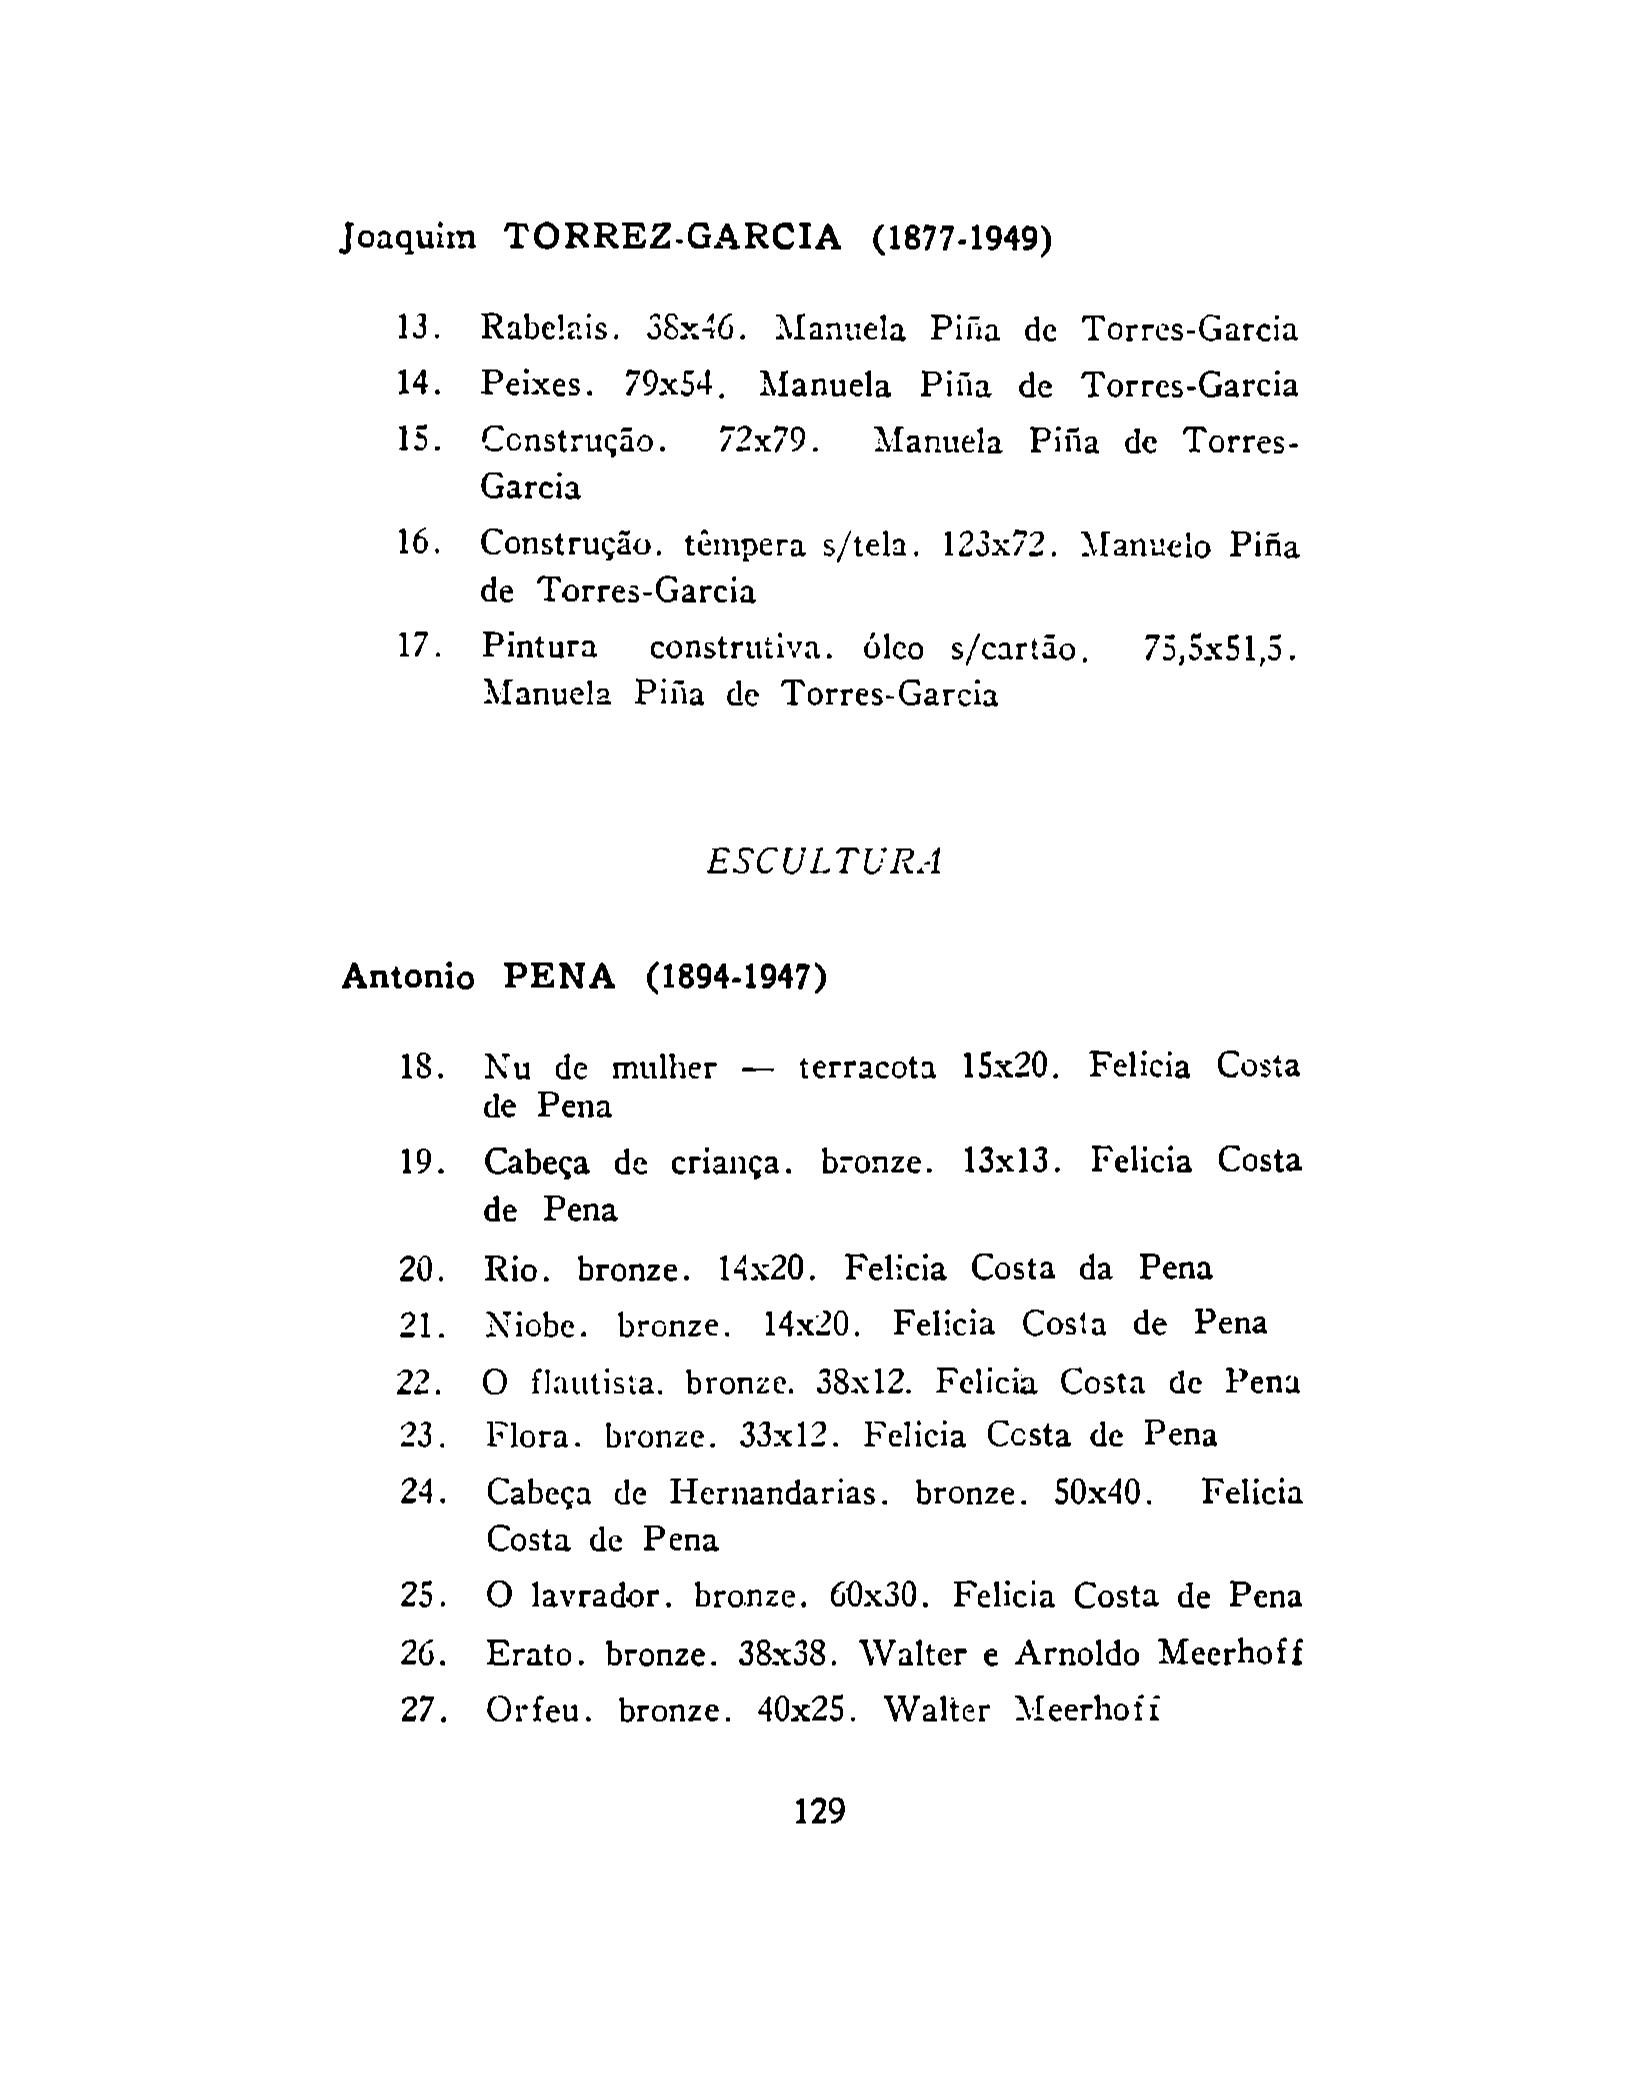 Joaquim TORREZ-GARCIA (1877-1949)
13. Rabelais. 38x46. Manuela Piña de Torres-Garcia
14. Peixes. 79x54. Manuela Piña de Torres-Garcia
15. Construção. 72x79. Manuela Piña de Torres-
Garcia
16. Construção. têmpera s/tela. 123x72. Manuelo Piña
de Torres-Garcia
17. Pintura construtiva. óleo s/cartão. 75,5x51,5.
Manuela Piña de Torres-Garcia
ESCULTURA
Antonio PENA (1894-1947)
18. Nu de mulher — terracota 15x20. Felicia Costa
de Pena
19. Cabeça de criança. bronze. 13x13. Felicia Costa
de Pena
20. Rio. bronze. 14x20. Felicia Costa da Pena
21. Niobe. bronze. 14x20. Felicia Costa de Pena
22. O flautista. bronze. 38x12. Felicia Costa de Pena
23. Flora. bronze. 33x12. Felicia Costa de Pena
24. Cabeça de Hernandarias. bronze. 50x40. Felicia
Costa de Pena
25. O lavrador. bronze. 60x30. Felicia Costa de Pena
26. Erato. bronze. 38x38. Walter e Arnoldo Meerhoff
27. Orfeu. bronze. 40x25. Walter Meerhoff
129